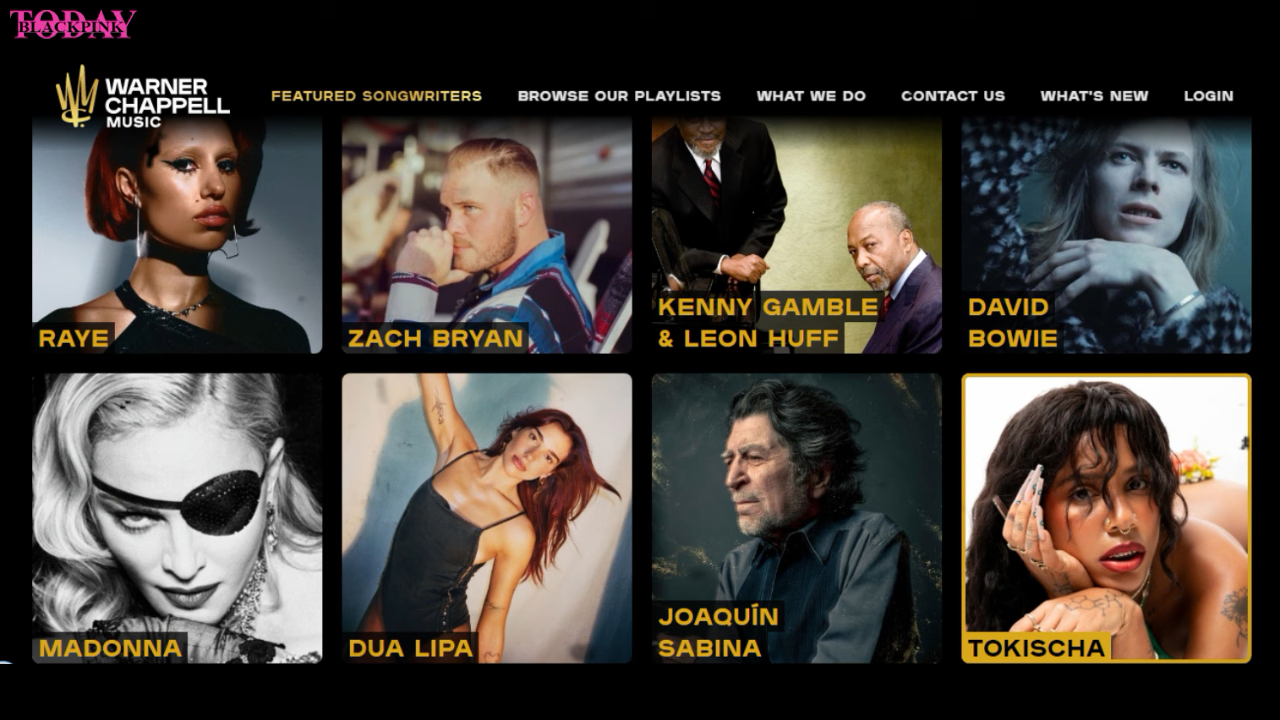 TODAY
BLACKPINK
WARNER
CHAPPELL
MUSIC
FEATURED SONGWRITERS
BROWSE OUR PLAYLISTS
WHAT WE DO
CONTACT US
WHAT'S NEW
LOGIN
RAYE
ZACH BRYAN
KENNY GAMBLE
& LEON HUFF
DAVID
BOWIE
MADONNA
DUA LIPA
JOAQUÍN
SABINA
TOKISCHA